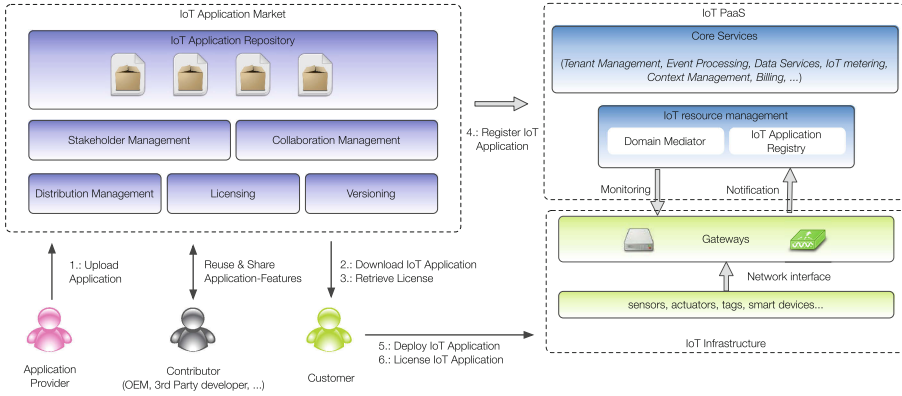 IoT Application Market
IoT Application Repository
Stakeholder Management
Collaboration Management
Distribution Management
Licensing
Versioning
4.: Register IoT
Application
IoT PaaS
Core Services
(Tenant Management, Event Processing, Data Services, IoT metering,
Context Management, Billing, ...)
IoT resource management
Domain Mediator
IoT Application
Registry
Monitoring
Notification
Gateways
Network interface
sensors, actuators, tags, smart devices...
IoT Infrastructure
1.: Upload
Application
Reuse & Share
Application-Features
2.: Download IoT Application
3.: Retrieve License
5.: Deploy IoT Application
6.: License IoT Application
Application
Provider
Contributor
(OEM, 3rd Party developer, ...)
Customer